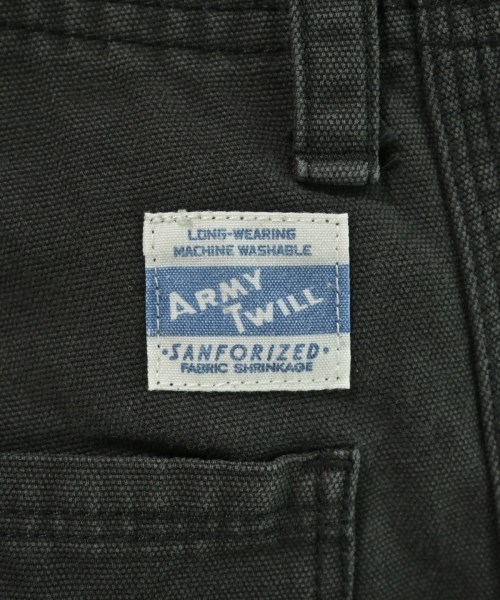 LONG-WEARING
MACHINE WASHABLE
ARMY
TWILL
·SANFORIZED·
FABRIC SHRINKAGE